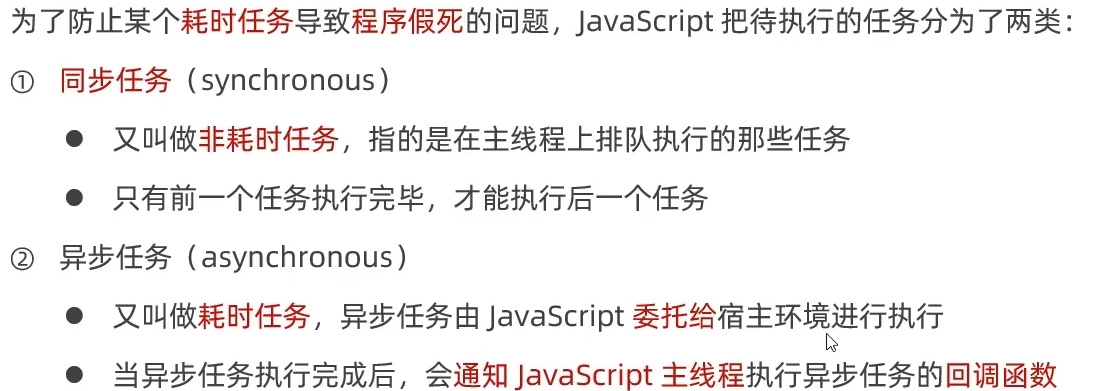 为了防止某个耗时任务导致程序假死的问题，JavaScript 把待执行的任务分为了两类：
① 同步任务（synchronous）
● 又叫做非耗时任务，指的是在主线程上排队执行的那些任务
● 只有前一个任务执行完毕，才能执行后一个任务
② 异步任务（asynchronous）
● 又叫做耗时任务，异步任务由 JavaScript 委托给宿主环境进行执行
● 当异步任务执行完成后，会通知 JavaScript 主线程执行异步任务的回调函数